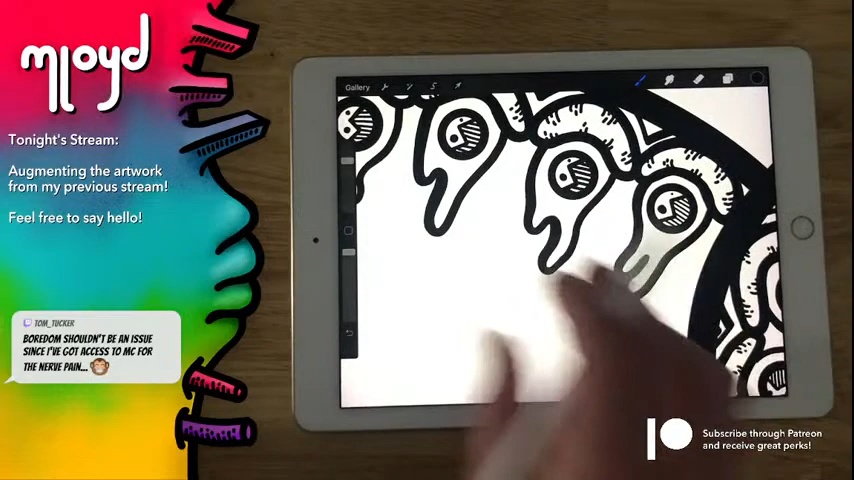 mloyd
Tonight's Stream:
Augmenting the artwork
from my previous stream!
Feel free to say hello!
TOM_TUCKER
BOREDOM SHOULDN'T BE AN ISSUE
SINCE I'VE GOT ACCESS TO MC FOR
THE NERVE PAIN...
Gallery
Subscribe through Patreon
and receive great perks!